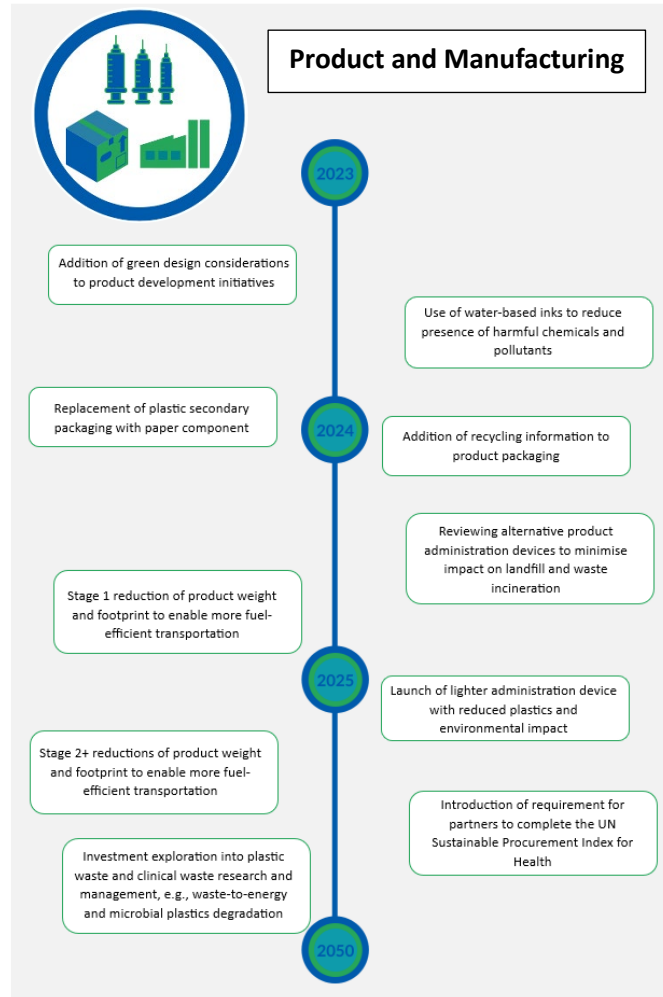 Product and Manufacturing
2023
Addition of green design considerations
to product development initiatives
Use of water-based inks to reduce
presence of harmful chemicals and
pollutants
Replacement of plastic secondary
packaging with paper component
2024
Addition of recycling information to
product packaging
Reviewing alternative product
administration devices to minimise
impact on landfill and waste
incineration
Stage 1 reduction of product weight
and footprint to enable more fuel-
efficient transportation
2025
Launch of lighter administration device
with reduced plastics and
environmental impact
Stage 2+ reductions of product weight
and footprint to enable more fuel-
efficient transportation
Introduction of requirement for
partners to complete the UN
Sustainable Procurement Index for
Health
Investment exploration into plastic
waste and clinical waste research and
management, e.g., waste-to-energy
and microbial plastics degradation
2050